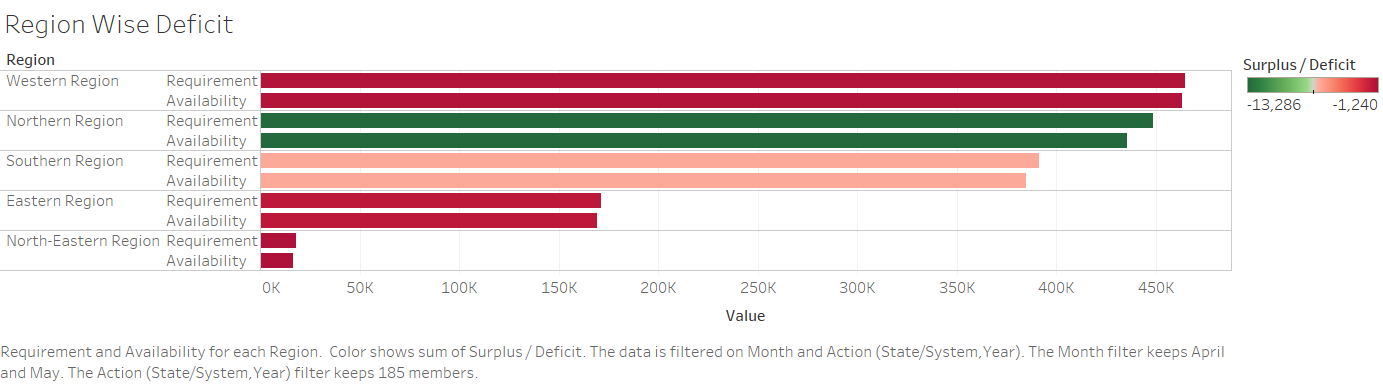 Region Wise Deficit
Region
Surplus / Deficit
-13,286 -1,240
Western Region Requirement
Availability
Northern Region Requirement
Availability
Southern Region Requirement
Availability
Eastern Region Requirement
Availability
North-Eastern Region Requirement
Availability
0K 50K 100K 150K 200K 250K 300K 350K 400K 450K
Value
Requirement and Availability for each Region. Color shows sum of Surplus / Deficit. The data is filtered on Month and Action (State/System,Year). The Month filter keeps April
and May. The Action (State/System,Year) filter keeps 185 members.